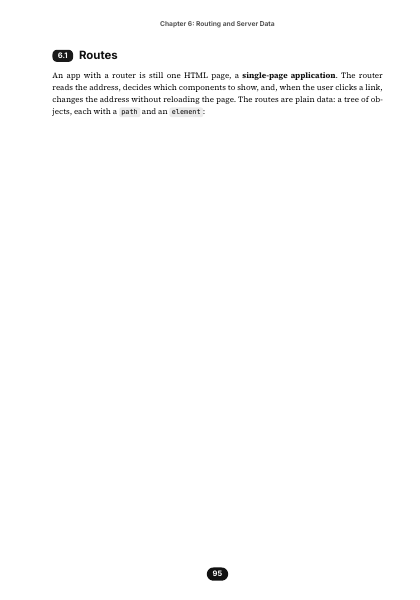 Chapter 6: Routing and Server Data
6.1 Routes
An app with a router is still one HTML page, a single-page application. The router
reads the address, decides which components to show, and, when the user clicks a link,
changes the address without reloading the page. The routes are plain data: a tree of ob-
jects, each with a path and an element:
95